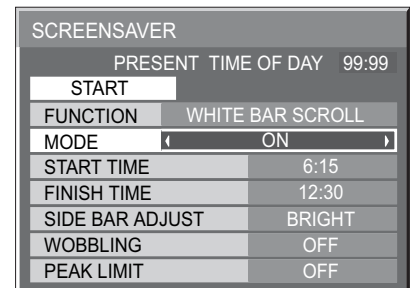 SCREENSAVER
PRESENT TIME OF DAY 99:99
START
FUNCTION WHITE BAR SCROLL
MODE ON
START TIME 6:15
FINISH TIME 12:30
SIDE BAR ADJUST BRIGHT
WOBBLING OFF
PEAK LIMIT OFF